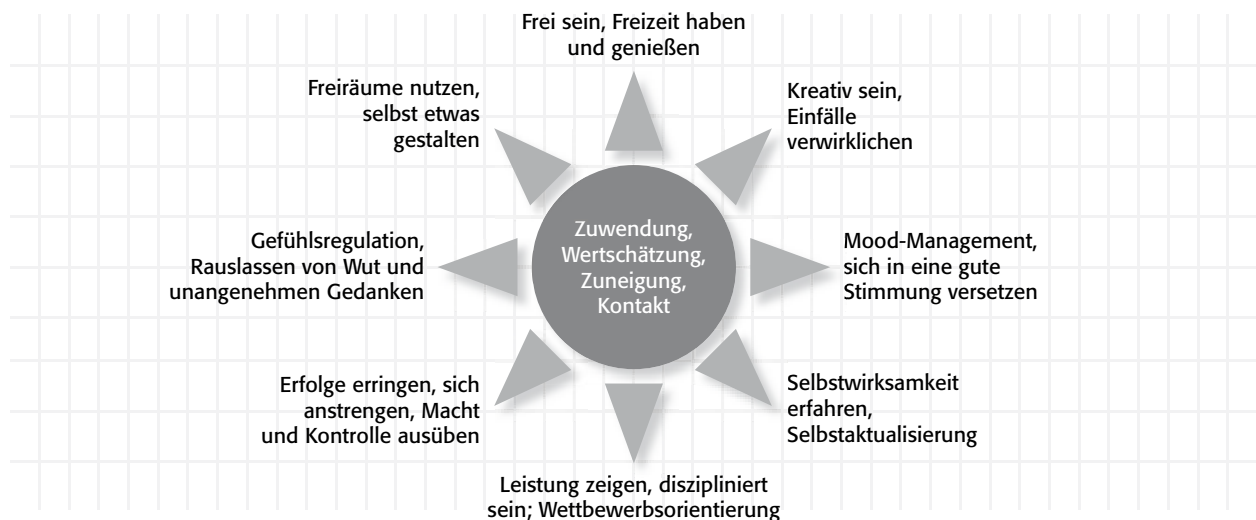 Frei sein, Freizeit haben
und genießen
Freiräume nutzen,
selbst etwas
gestalten
Kreativ sein,
Einfälle
verwirklichen
Gefühlsregulation,
Rauslassen von Wut und
unangenehmen Gedanken
Zuwendung,
Wertschätzung,
Zuneigung,
Kontakt
Mood-Management,
sich in eine gute
Stimmung versetzen
Erfolge erringen, sich
anstrengen, Macht
und Kontrolle ausüben
Selbstwirksamkeit
erfahren,
Selbstaktualisierung
Leistung zeigen, diszipliniert
sein; Wettbewerbsorientierung